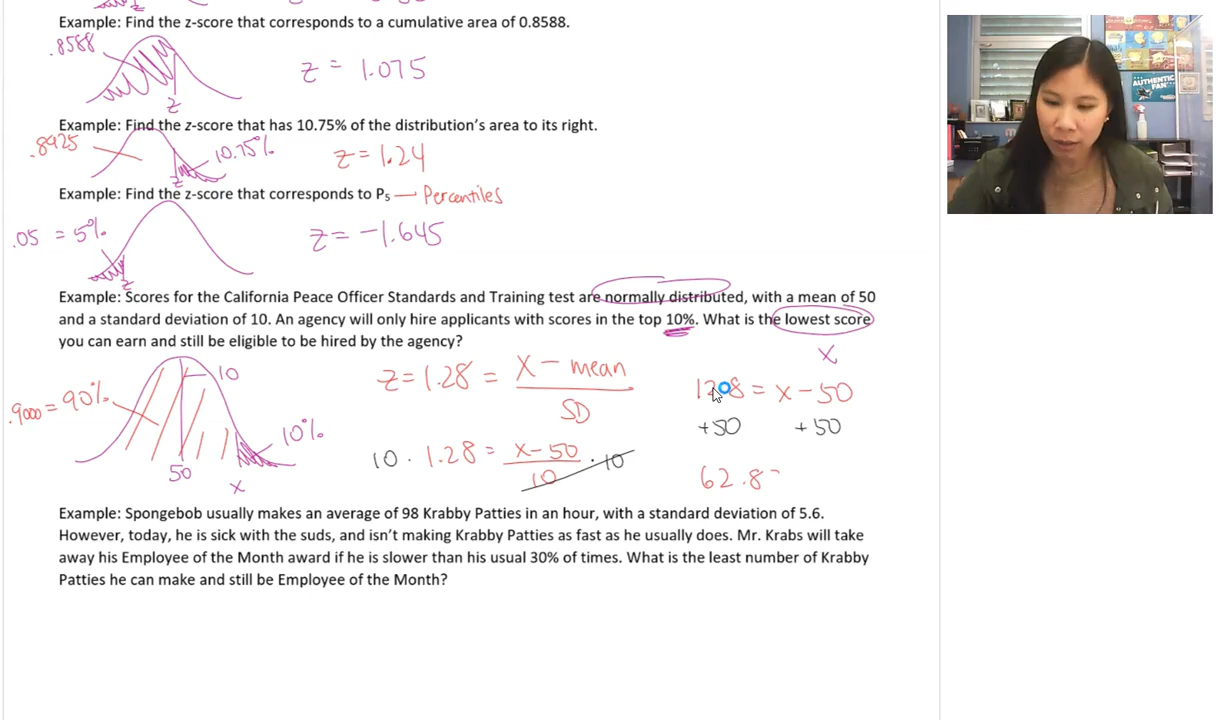 Example: Find the z-score that corresponds to a cumulative area of 0.8588.
.8588
z = 1.075
z
Example: Find the z-score that has 10.75% of the distribution's area to its right.
.8925
10.75%
z = 1.24
z
Example: Find the z-score that corresponds to P5 — Percentiles
.05 = 5%
z = -1.645
z
Example: Scores for the California Peace Officer Standards and Training test are normally distributed, with a mean of 50
and a standard deviation of 10. An agency will only hire applicants with scores in the top 10%. What is the lowest score
you can earn and still be eligible to be hired by the agency?
x
10
z = 1.28 = x - mean
SD
12.8 = x - 50
+50 +50
.9000 = 90%
10%
10 · 1.28 = x - 50
10 · 10
50
x
62.8 -
Example: Spongebob usually makes an average of 98 Krabby Patties in an hour, with a standard deviation of 5.6.
However, today, he is sick with the suds, and isn't making Krabby Patties as fast as he usually does. Mr. Krabs will take
away his Employee of the Month award if he is slower than his usual 30% of times. What is the least number of Krabby
Patties he can make and still be Employee of the Month?
AUTHENTIC
FAN